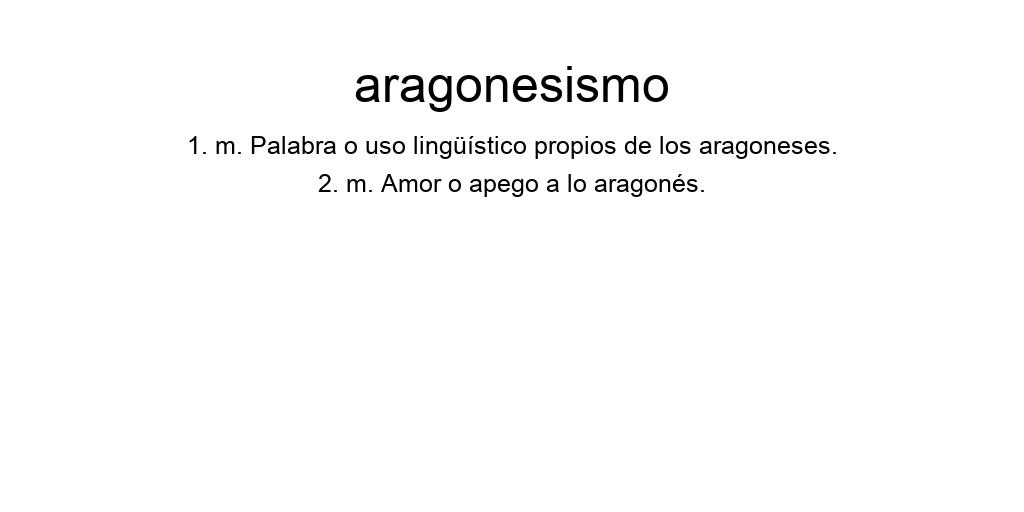 aragonesismo
1. m. Palabra o uso lingüístico propios de los aragoneses.
2. m. Amor o apego a lo aragonés.